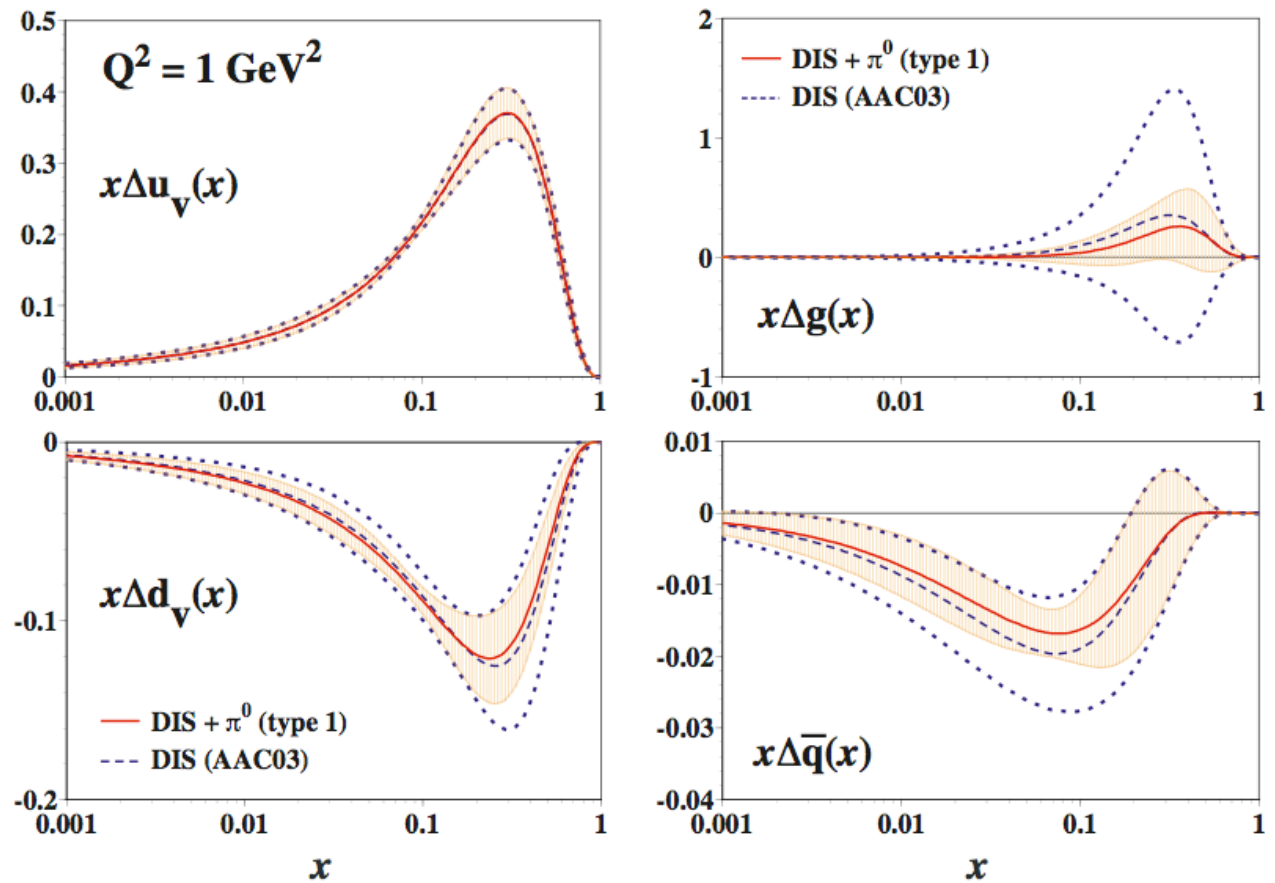 0.5
0.4
0.3
0.2
0.1
0
Q² = 1 GeV²
xΔuᵥ(x)
0.001 0.01 0.1 1
2
1
0
-1
DIS + π⁰ (type 1)
DIS (AAC03)
xΔg(x)
0.001 0.01 0.1 1
0
-0.1
-0.2
xΔdᵥ(x)
DIS + π⁰ (type 1)
DIS (AAC03)
0.001 0.01 0.1 1
x
0.01
0
-0.01
-0.02
-0.03
-0.04
xΔq̅(x)
0.001 0.01 0.1 1
x